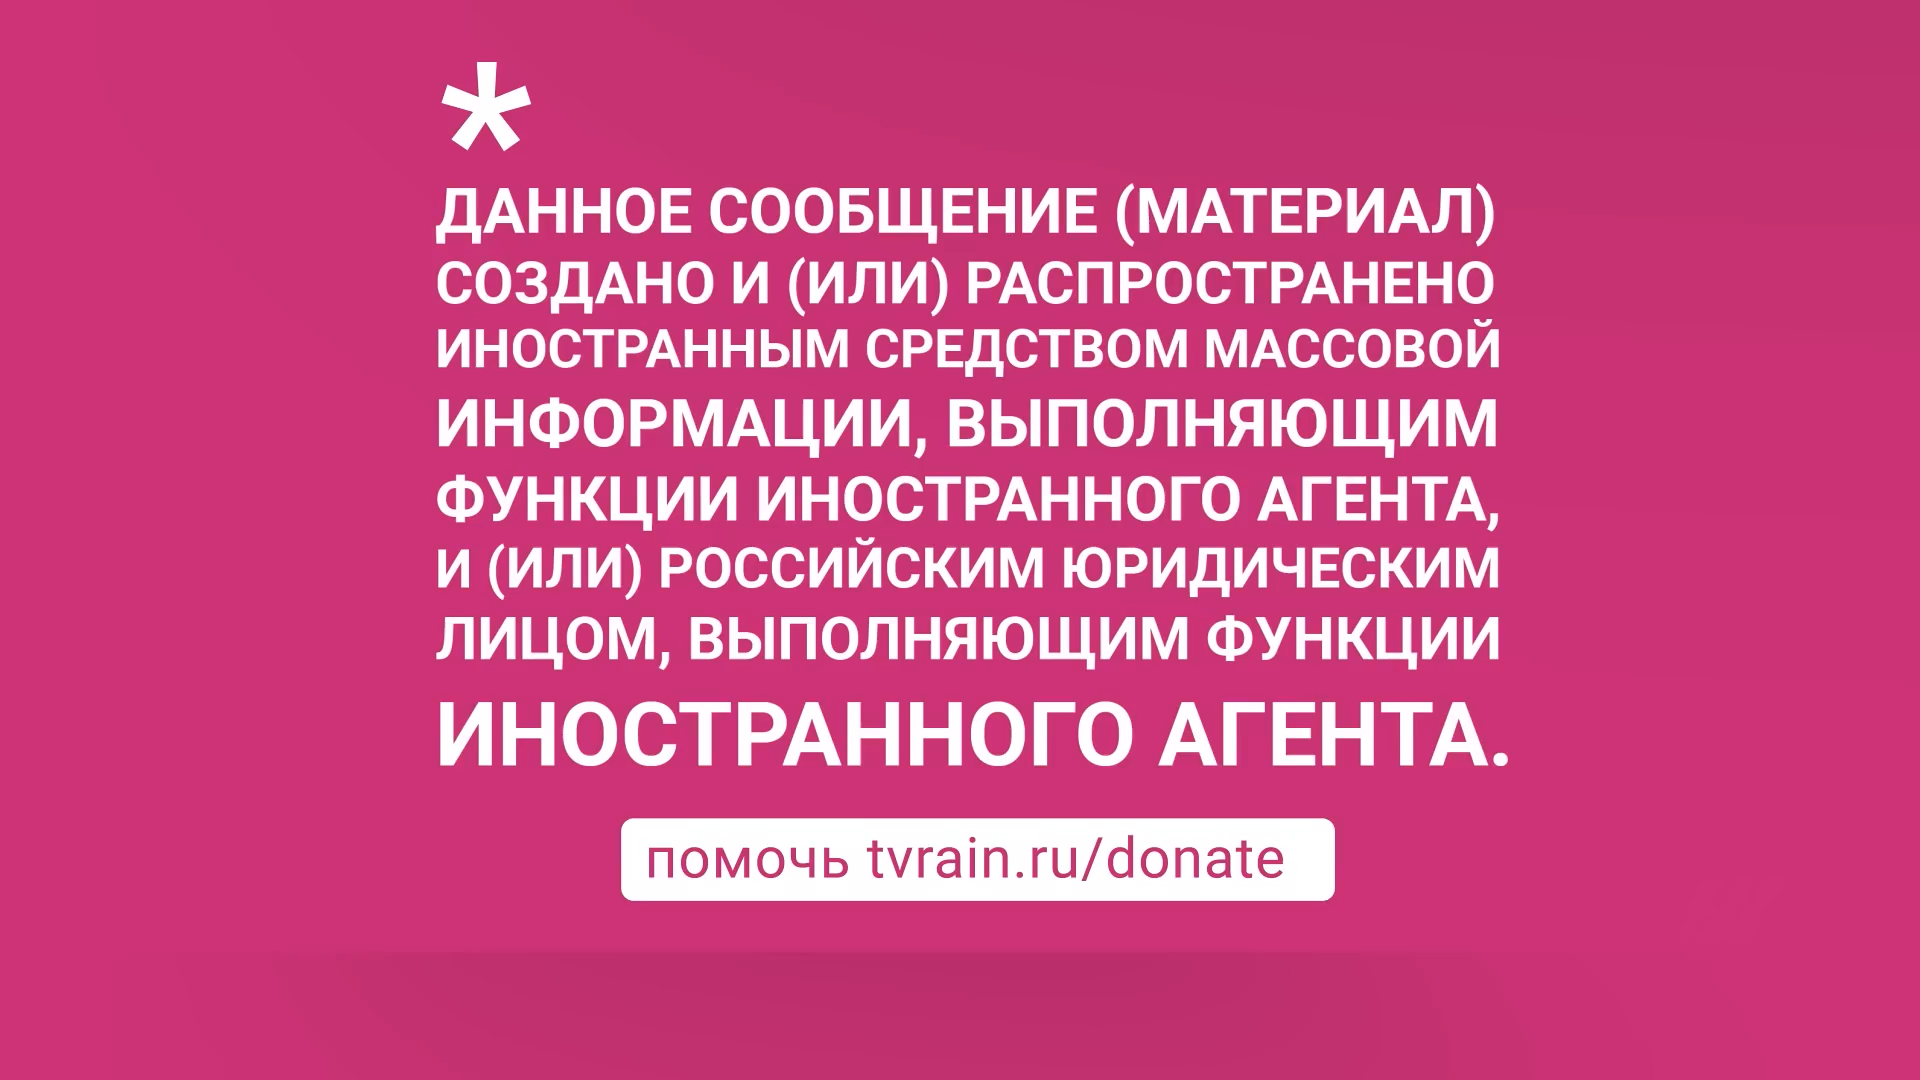 *
ДАННОЕ СООБЩЕНИЕ (МАТЕРИАЛ)
СОЗДАНО И (ИЛИ) РАСПРОСТРАНЕНО
ИНОСТРАННЫМ СРЕДСТВОМ МАССОВОЙ
ИНФОРМАЦИИ, ВЫПОЛНЯЮЩИМ
ФУНКЦИИ ИНОСТРАННОГО АГЕНТА,
И (ИЛИ) РОССИЙСКИМ ЮРИДИЧЕСКИМ
ЛИЦОМ, ВЫПОЛНЯЮЩИМ ФУНКЦИИ
ИНОСТРАННОГО АГЕНТА.
помочь tvrain.ru/donate